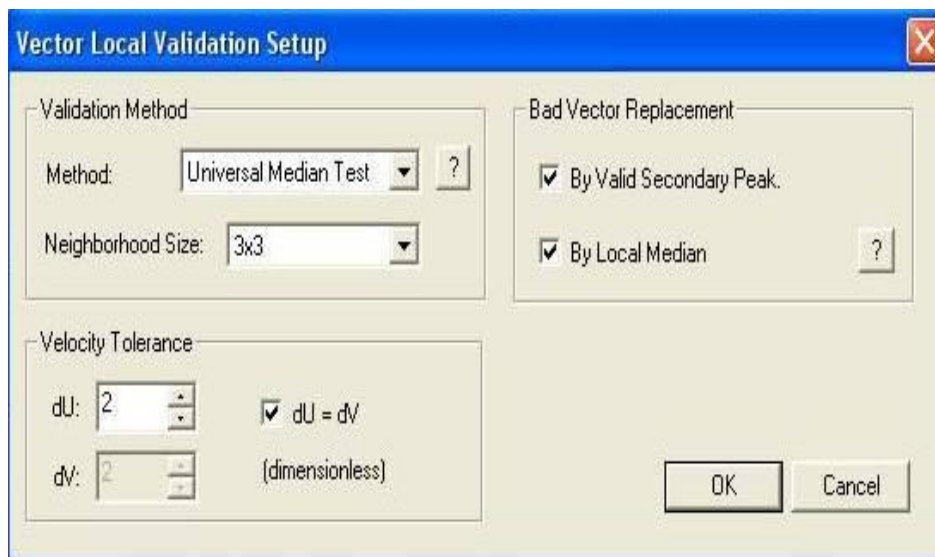 Vector Local Validation Setup
Validation Method
Method: Universal Median Test ?
Neighborhood Size: 3x3
Bad Vector Replacement
By Valid Secondary Peak.
By Local Median ?
Velocity Tolerance
dU: 2 dU = dV
dV: 2 (dimensionless)
OK Cancel